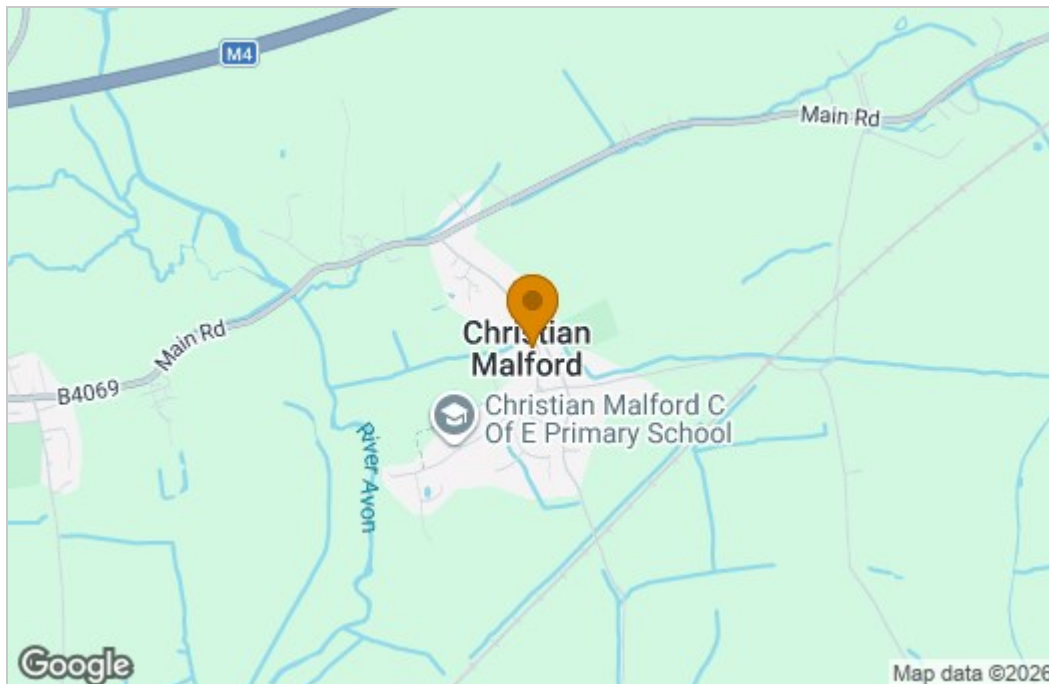 M4
Main Rd
Christian
Malford
Main Rd
B4069
Christian Malford C
Of E Primary School
River Avon
Google
Map data ©2026